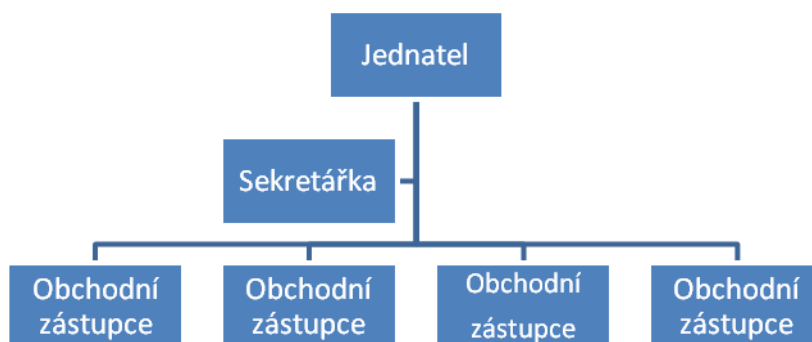 Jednatel
Sekretářka
Obchodní
zástupce
Obchodní
zástupce
Obchodní
zástupce
Obchodní
zástupce